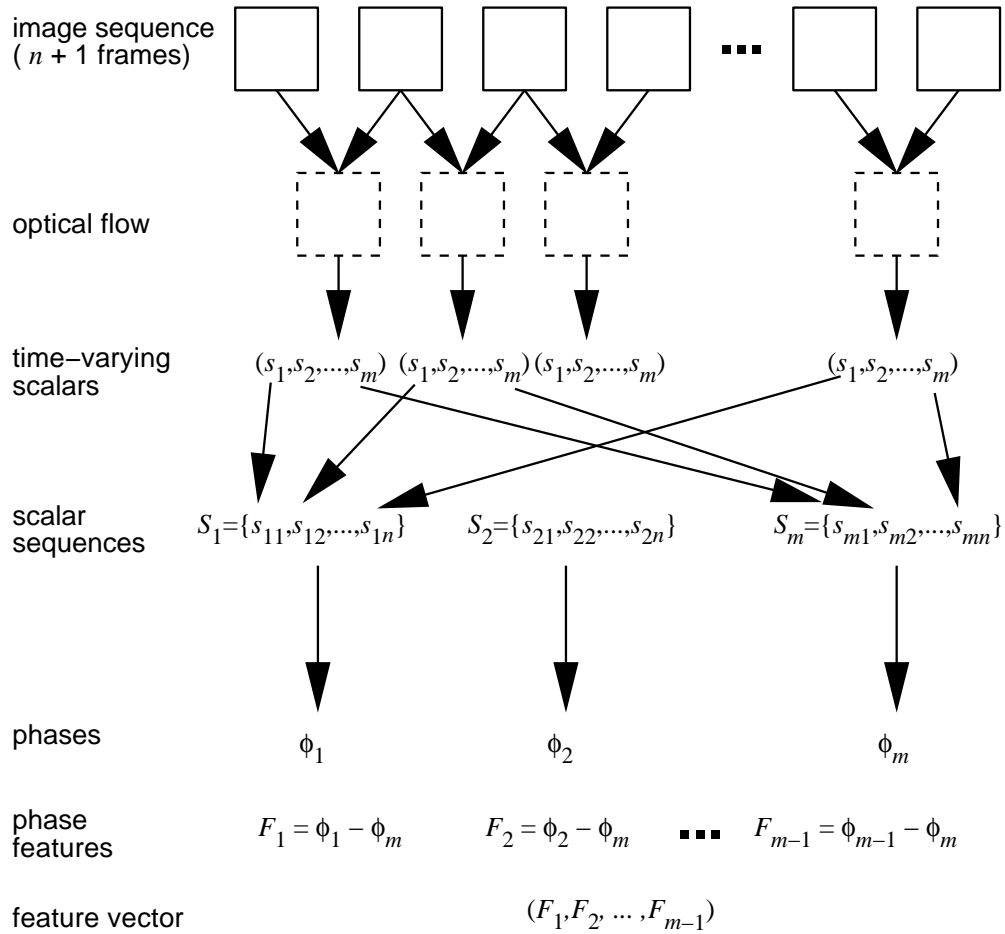 image sequence
( n + 1 frames)
optical flow
time−varying
scalars
(s₁,s₂,...,sₘ) (s₁,s₂,...,sₘ) (s₁,s₂,...,sₘ) (s₁,s₂,...,sₘ)
scalar
sequences
S₁={s₁₁,s₁₂,...,s₁ₙ} S₂={s₂₁,s₂₂,...,s₂ₙ} Sₘ={sₘ₁,sₘ₂,...,sₘₙ}
phases
ϕ₁ ϕ₂ ϕₘ
phase
features
F₁ = ϕ₁ − ϕₘ F₂ = ϕ₂ − ϕₘ ▪▪▪ Fₘ₋₁ = ϕₘ₋₁ − ϕₘ
feature vector
(F₁,F₂, ... ,Fₘ₋₁)